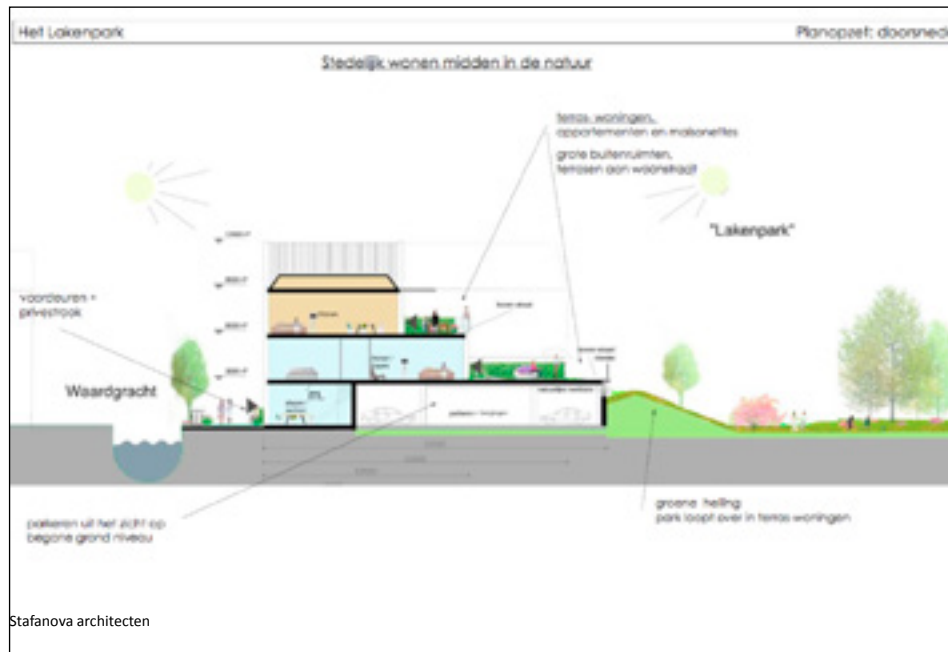 Het Lakenpark
Planopzet: doorsnede
Stedelijk wonen midden in de natuur
terras woningen,
appartementen en maisonettes
grote buitenruimten,
terrasen aan woonstraat
"Lakenpark"
voordeuren +
privestrook
Waardgracht
parkeren uit het zicht op
begane grond niveau
groene helling
park loopt over in terras woningen
Stafanova architecten